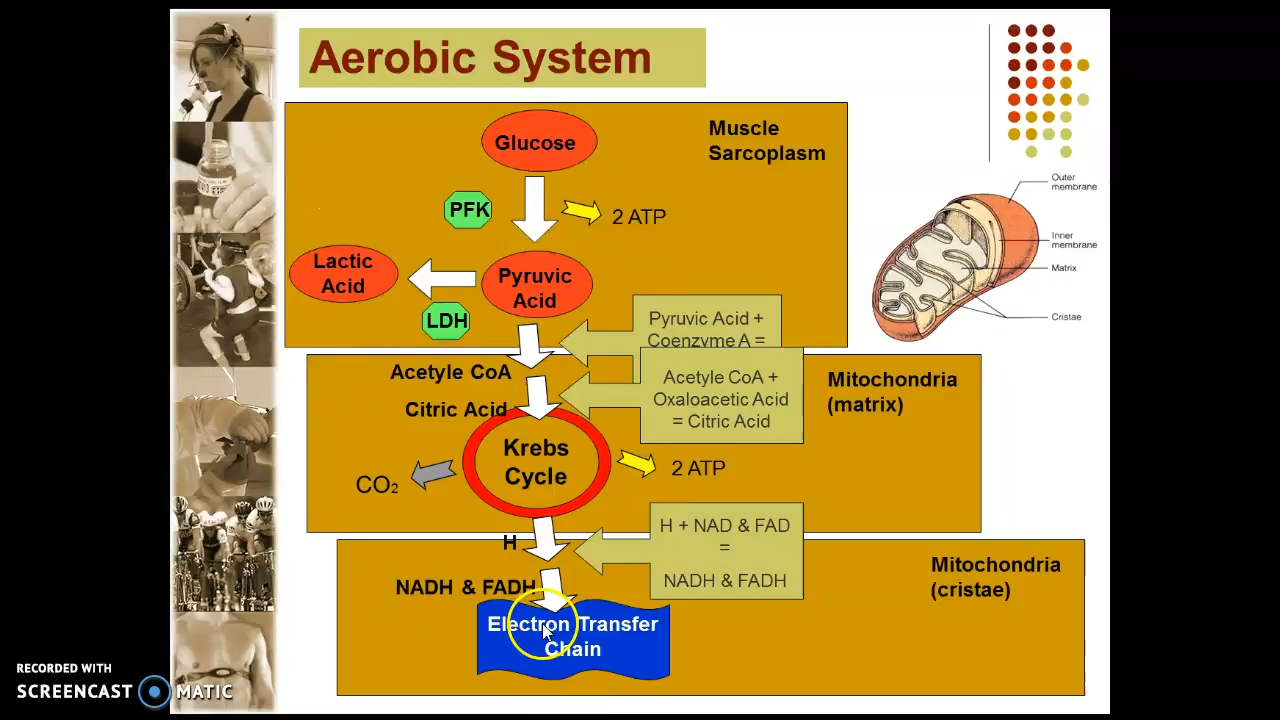 Aerobic System
Glucose
Muscle
Sarcoplasm
PFK
2 ATP
Lactic
Acid
Pyruvic
Acid
LDH
Pyruvic Acid +
Coenzyme A =
Outer
membrane
Inner
membrane
Matrix
Cristae
Acetyle CoA
Acetyle CoA +
Oxaloacetic Acid
= Citric Acid
Mitochondria
(matrix)
Citric Acid
Krebs
Cycle
CO₂
2 ATP
H
H + NAD & FAD
=
NADH & FADH
Mitochondria
(cristae)
NADH & FADH
Electron Transfer
Chain
RECORDED WITH
SCREENCAST MATIC